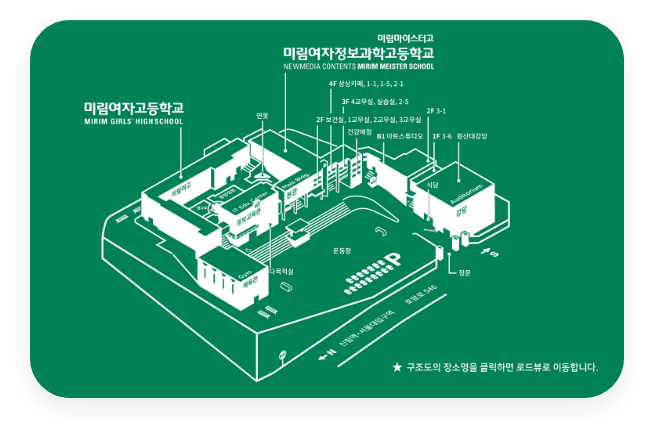 미림마이스터고
미림여자정보과학고등학교
NEWMEDIA CONTENTS MIRIM MEISTER SCHOOL
4F 상상카페, 1-1, 1-5, 2-1
미림여자고등학교
MIRIM GIRLS' HIGH SCHOOL
3F 4교무실, 실습실, 2-5
2F 3-1
연못
2F 보건실, 1교무실, 2교무실, 3교무실
건강매점
B1 아트스튜디오
1F 3-6
원산대강당
미림여고
Main Bldg.
본관
식당
Auditorium
강당
IT Edu. Center
정보교육관
운동장
다목적실
Gym
체육관
P
정문
S
호암로 546
신림역·서울대입구역
N
★ 구조도의 장소명을 클릭하면 로드뷰로 이동합니다.